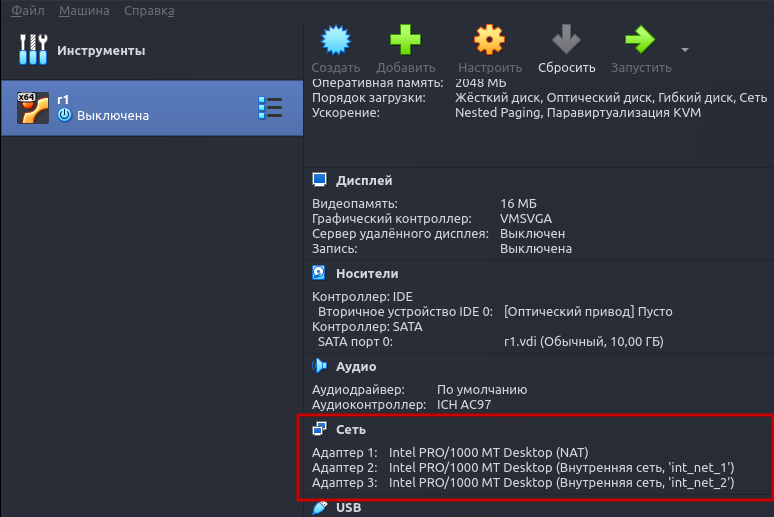 Файл Машина Справка
Инструменты
x64
r1
Выключена
Создать Добавить Настроить Сбросить Запустить
Оперативная память: 2048 МБ
Порядок загрузки: Жёсткий диск, Оптический диск, Гибкий диск, Сеть
Ускорение: Nested Paging, Паравиртуализация KVM
Дисплей
Видеопамять: 16 МБ
Графический контроллер: VMSVGA
Сервер удалённого дисплея: Выключен
Запись: Выключена
Носители
Контроллер: IDE
Вторичное устройство IDE 0: [Оптический привод] Пусто
Контроллер: SATA
SATA порт 0: r1.vdi (Обычный, 10,00 ГБ)
Аудио
Аудиодрайвер: По умолчанию
Аудиоконтроллер: ICH AC97
Сеть
Адаптер 1: Intel PRO/1000 MT Desktop (NAT)
Адаптер 2: Intel PRO/1000 MT Desktop (Внутренняя сеть, 'int_net_1')
Адаптер 3: Intel PRO/1000 MT Desktop (Внутренняя сеть, 'int_net_2')
USB